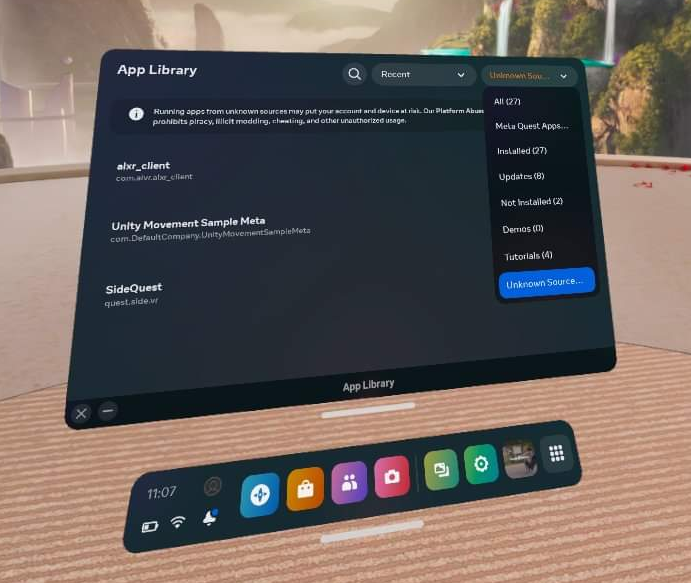 App Library
Recent
Unknown Sou...
Running apps from unknown sources may put your account and device at risk. Our Platform Abus
prohibits piracy, illicit modding, cheating, and other unauthorized usage.
All (27)
Meta Quest Apps...
Installed (27)
Updates (8)
Not Installed (2)
Demos (0)
Tutorials (4)
Unknown Source...
alxr_client
com.alvr.alxr_client
Unity Movement Sample Meta
com.DefaultCompany.UnityMovementSampleMeta
SideQuest
quest.side.vr
App Library
11:07